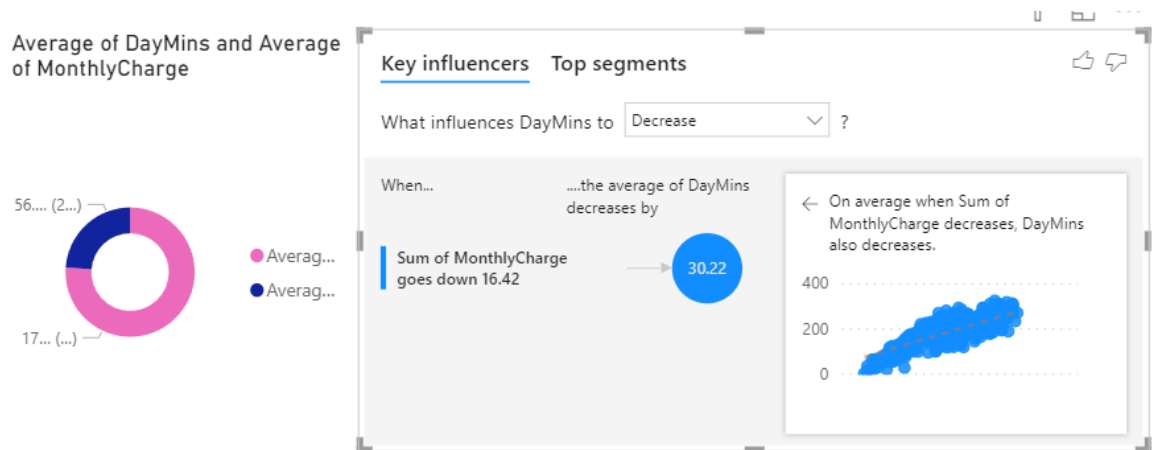 Average of DayMins and Average
of MonthlyCharge
56.... (2...)
17... (...)
Averag...
Averag...
Key influencers Top segments
What influences DayMins to Decrease ?
When...
....the average of DayMins
decreases by
Sum of MonthlyCharge
goes down 16.42
30.22
On average when Sum of
MonthlyCharge decreases, DayMins
also decreases.
400
200
0